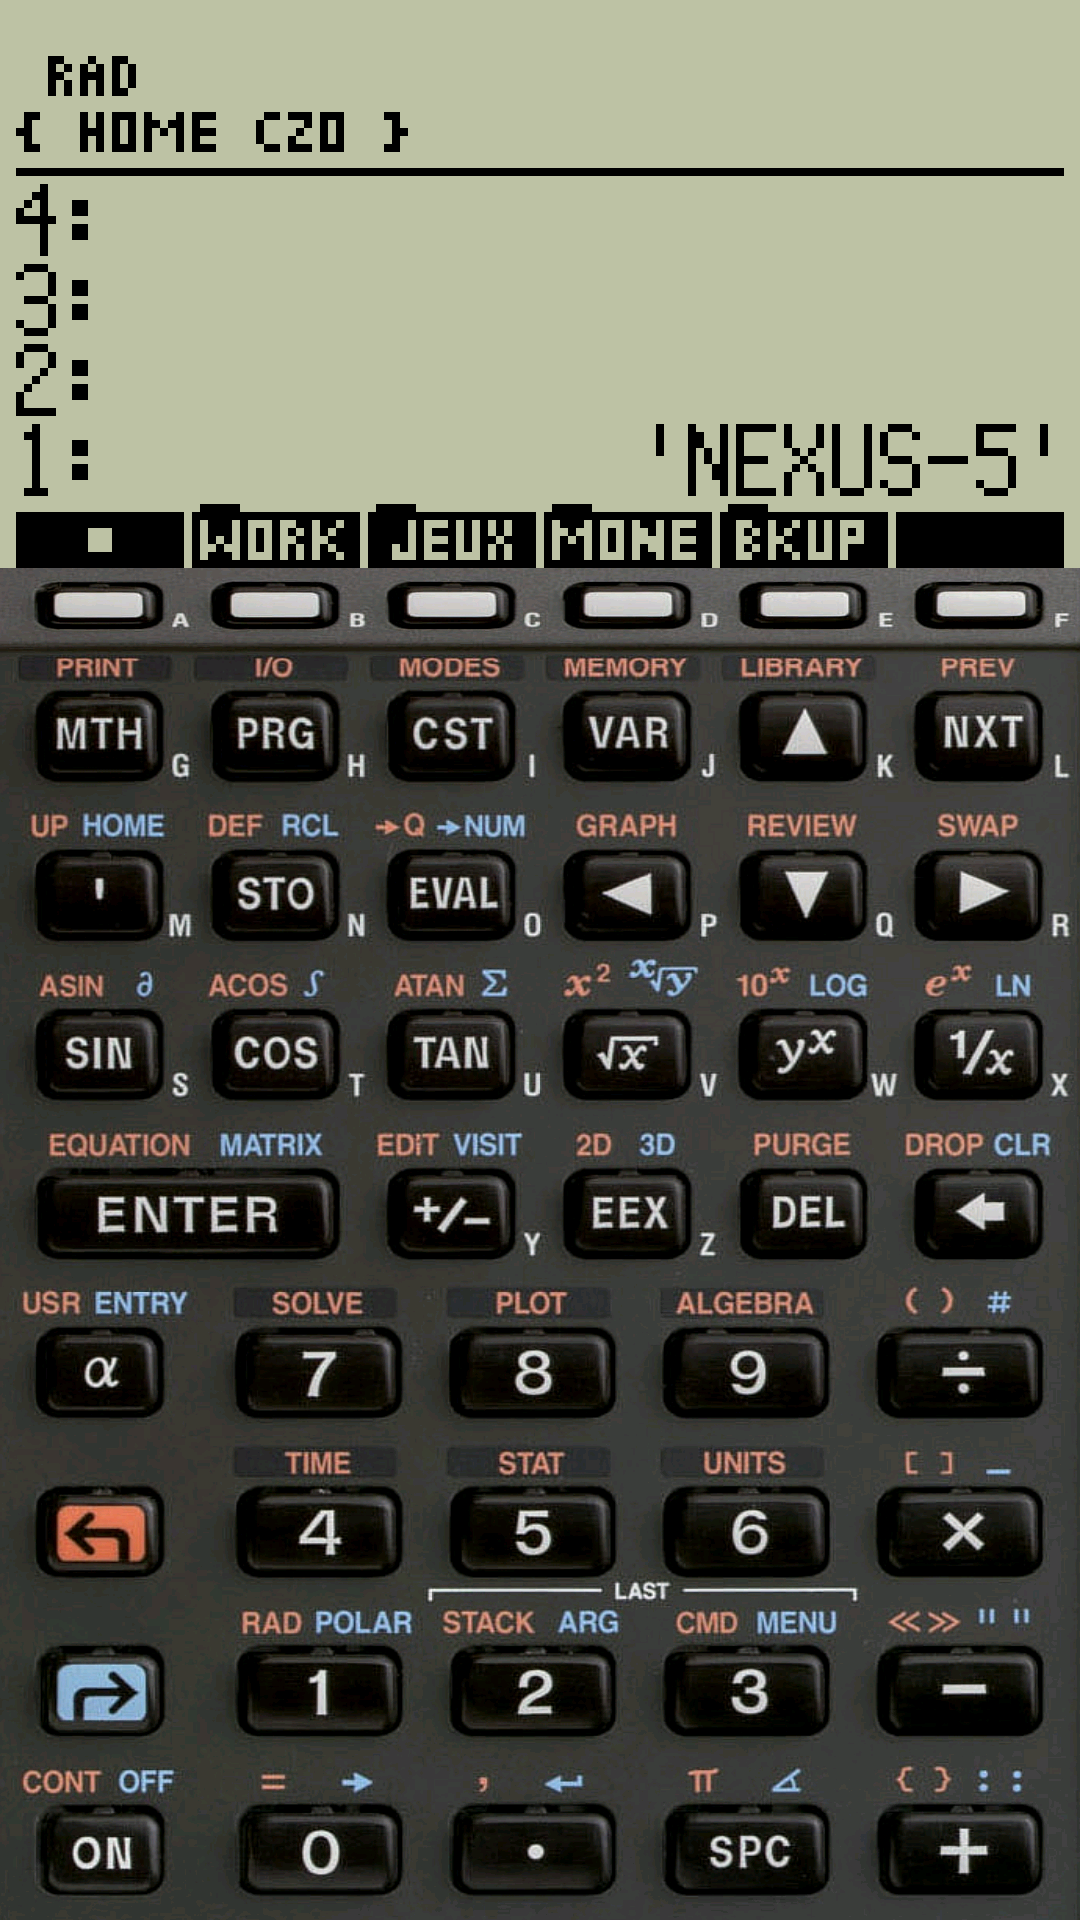 RAD
{ HOME CZO }
4:
3:
2:
1: 'NEXUS-5'
■ WORK JEUX MONE BKUP
A B C D E F
PRINT I/O MODES MEMORY LIBRARY PREV
MTH G PRG H CST I VAR J ▲ K NXT L
UP HOME DEF RCL →Q →NUM GRAPH REVIEW SWAP
' M STO N EVAL O ◀ P ▼ Q ▶ R
ASIN ∂ ACOS ∫ ATAN Σ x² ˣ√y 10ˣ LOG eˣ LN
SIN S COS T TAN U √x V yˣ W 1/x X
EQUATION MATRIX EDIT VISIT 2D 3D PURGE DROP CLR
ENTER +/− Y EEX Z DEL ←
USR ENTRY SOLVE PLOT ALGEBRA ( ) #
α 7 8 9 ÷
TIME STAT UNITS [ ] _
4 5 6 ×
LAST
RAD POLAR STACK ARG CMD MENU ≪≫ " "
1 2 3 −
CONT OFF = → , ↵ π ∠ { } : :
ON 0 . SPC +